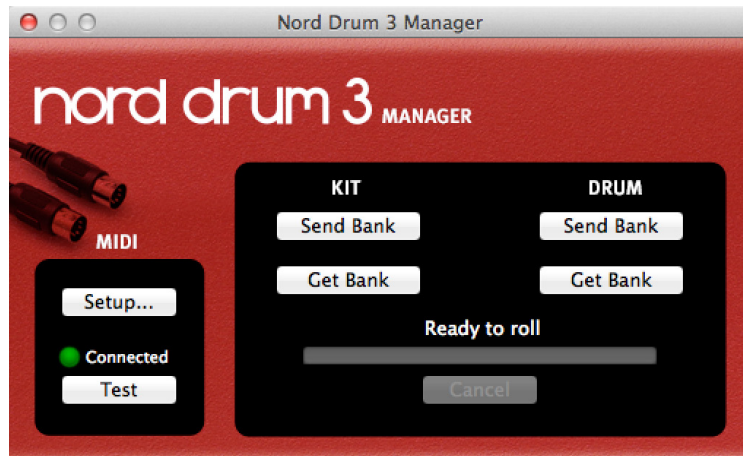 Nord Drum 3 Manager
nord drum 3 MANAGER
MIDI
Setup...
Connected
Test
KIT
DRUM
Send Bank
Send Bank
Get Bank
Get Bank
Ready to roll
Cancel